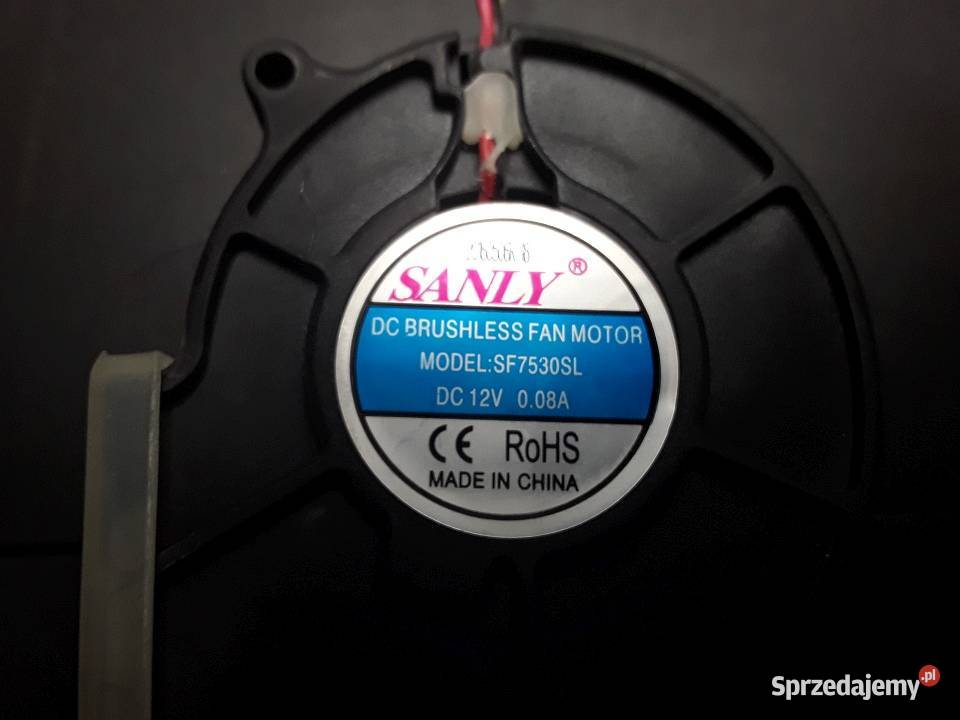 SANLY®
DC BRUSHLESS FAN MOTOR
MODEL:SF7530SL
DC 12V 0.08A
CE RoHS
MADE IN CHINA
Sprzedajemy.pl